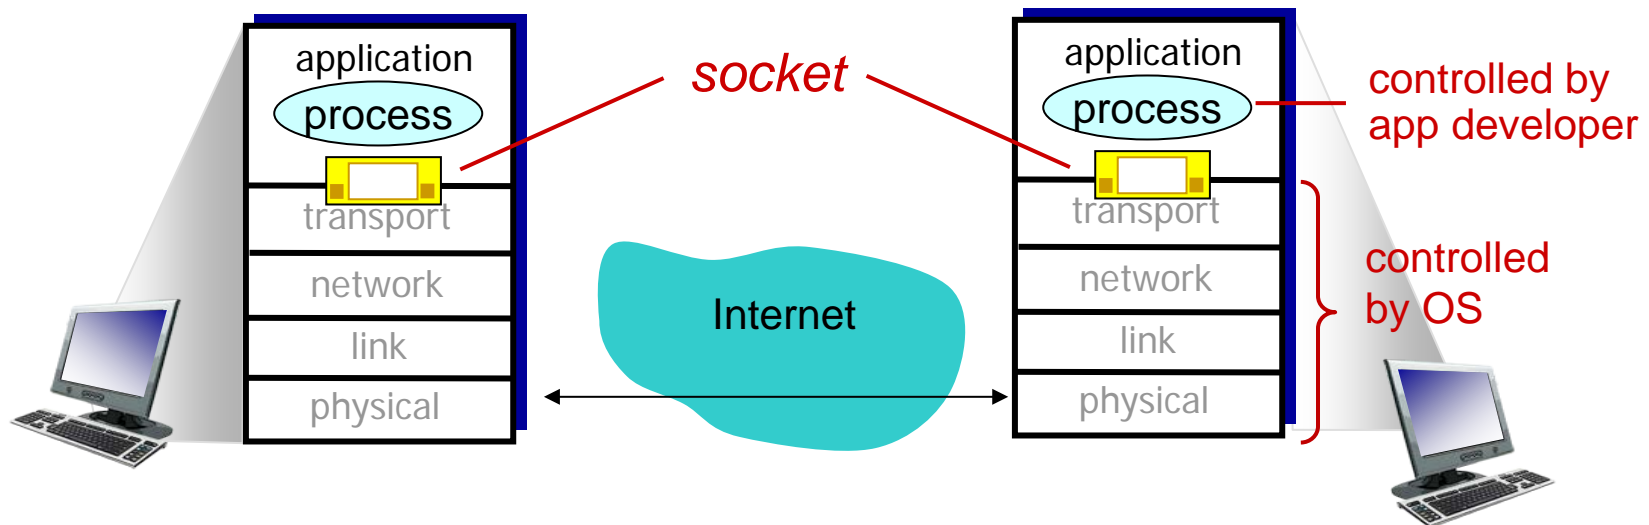 application
process
transport
network
link
physical
socket
Internet
application
process
transport
network
link
physical
controlled by
app developer
controlled
by OS